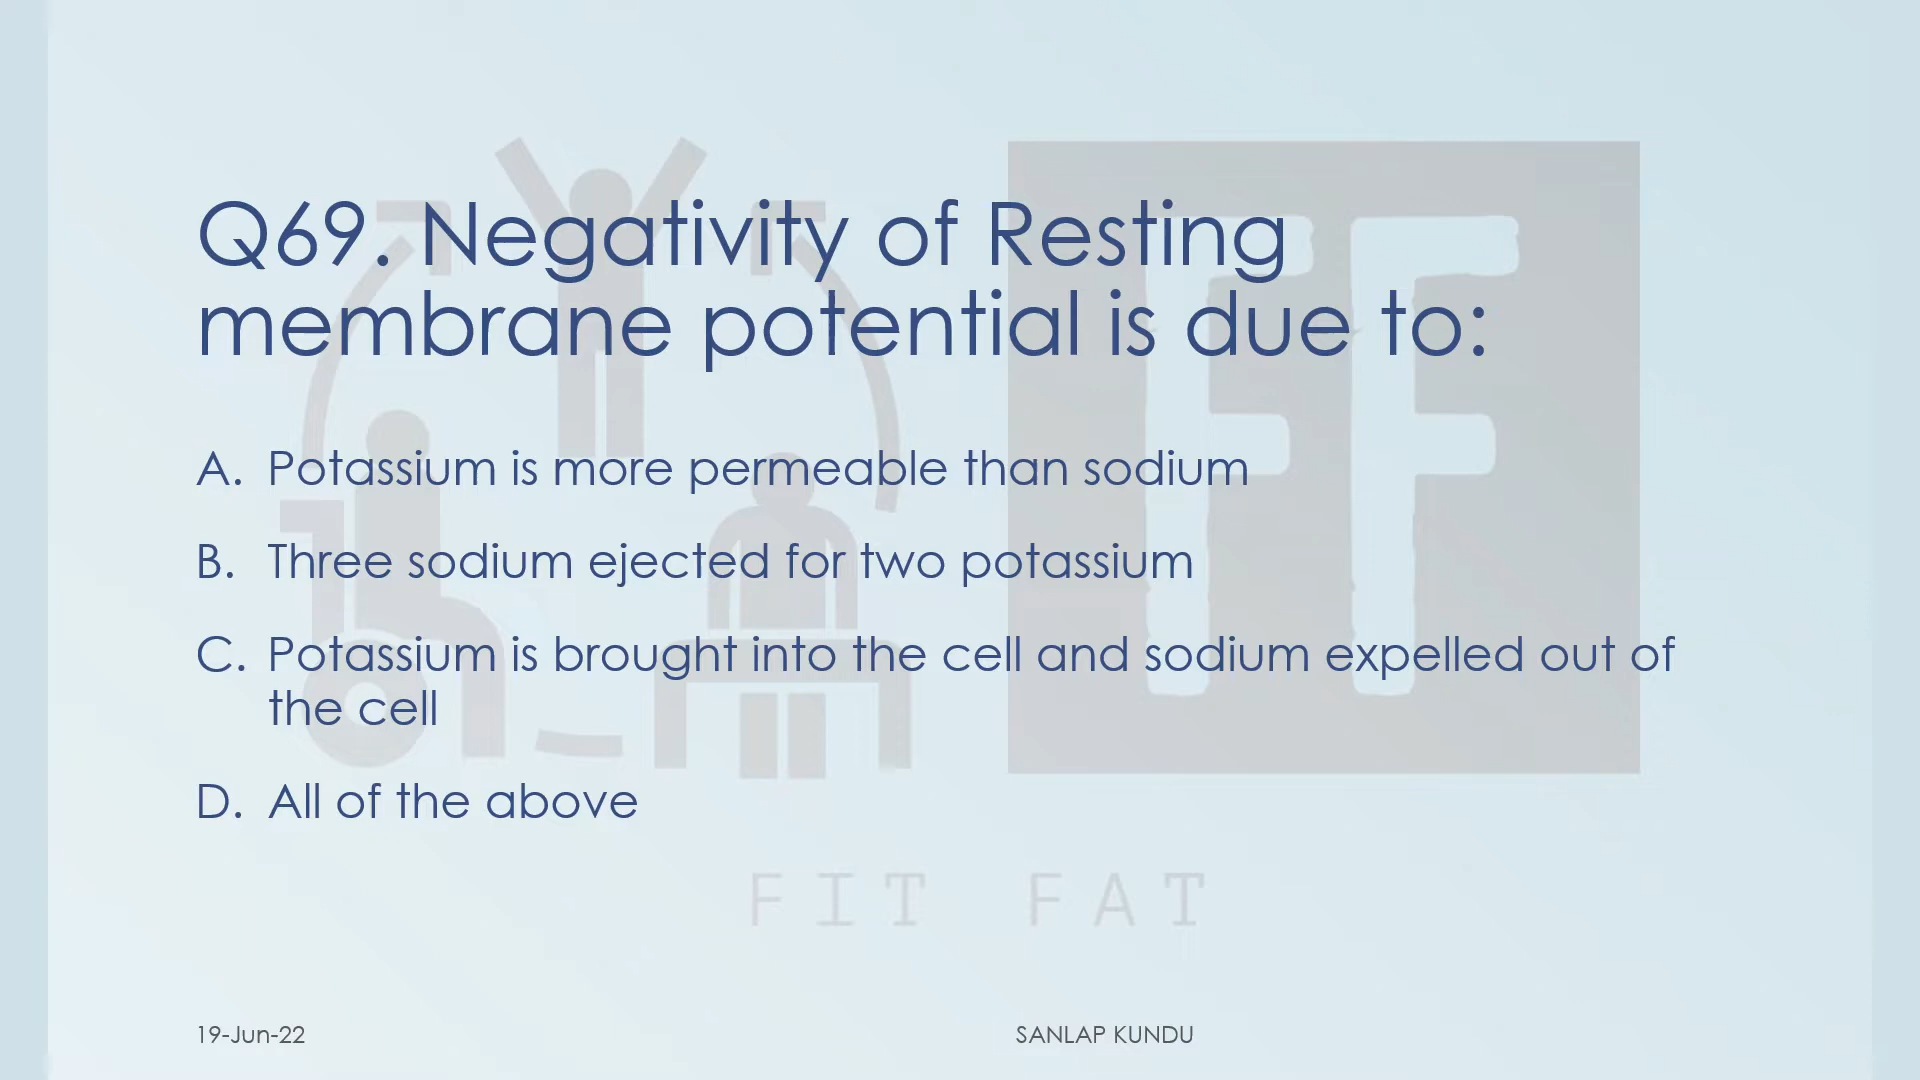 Q69. Negativity of Resting
membrane potential is due to:
A. Potassium is more permeable than sodium
B. Three sodium ejected for two potassium
C. Potassium is brought into the cell and sodium expelled out of
the cell
D. All of the above
FF
FIT FAT
19-Jun-22
SANLAP KUNDU